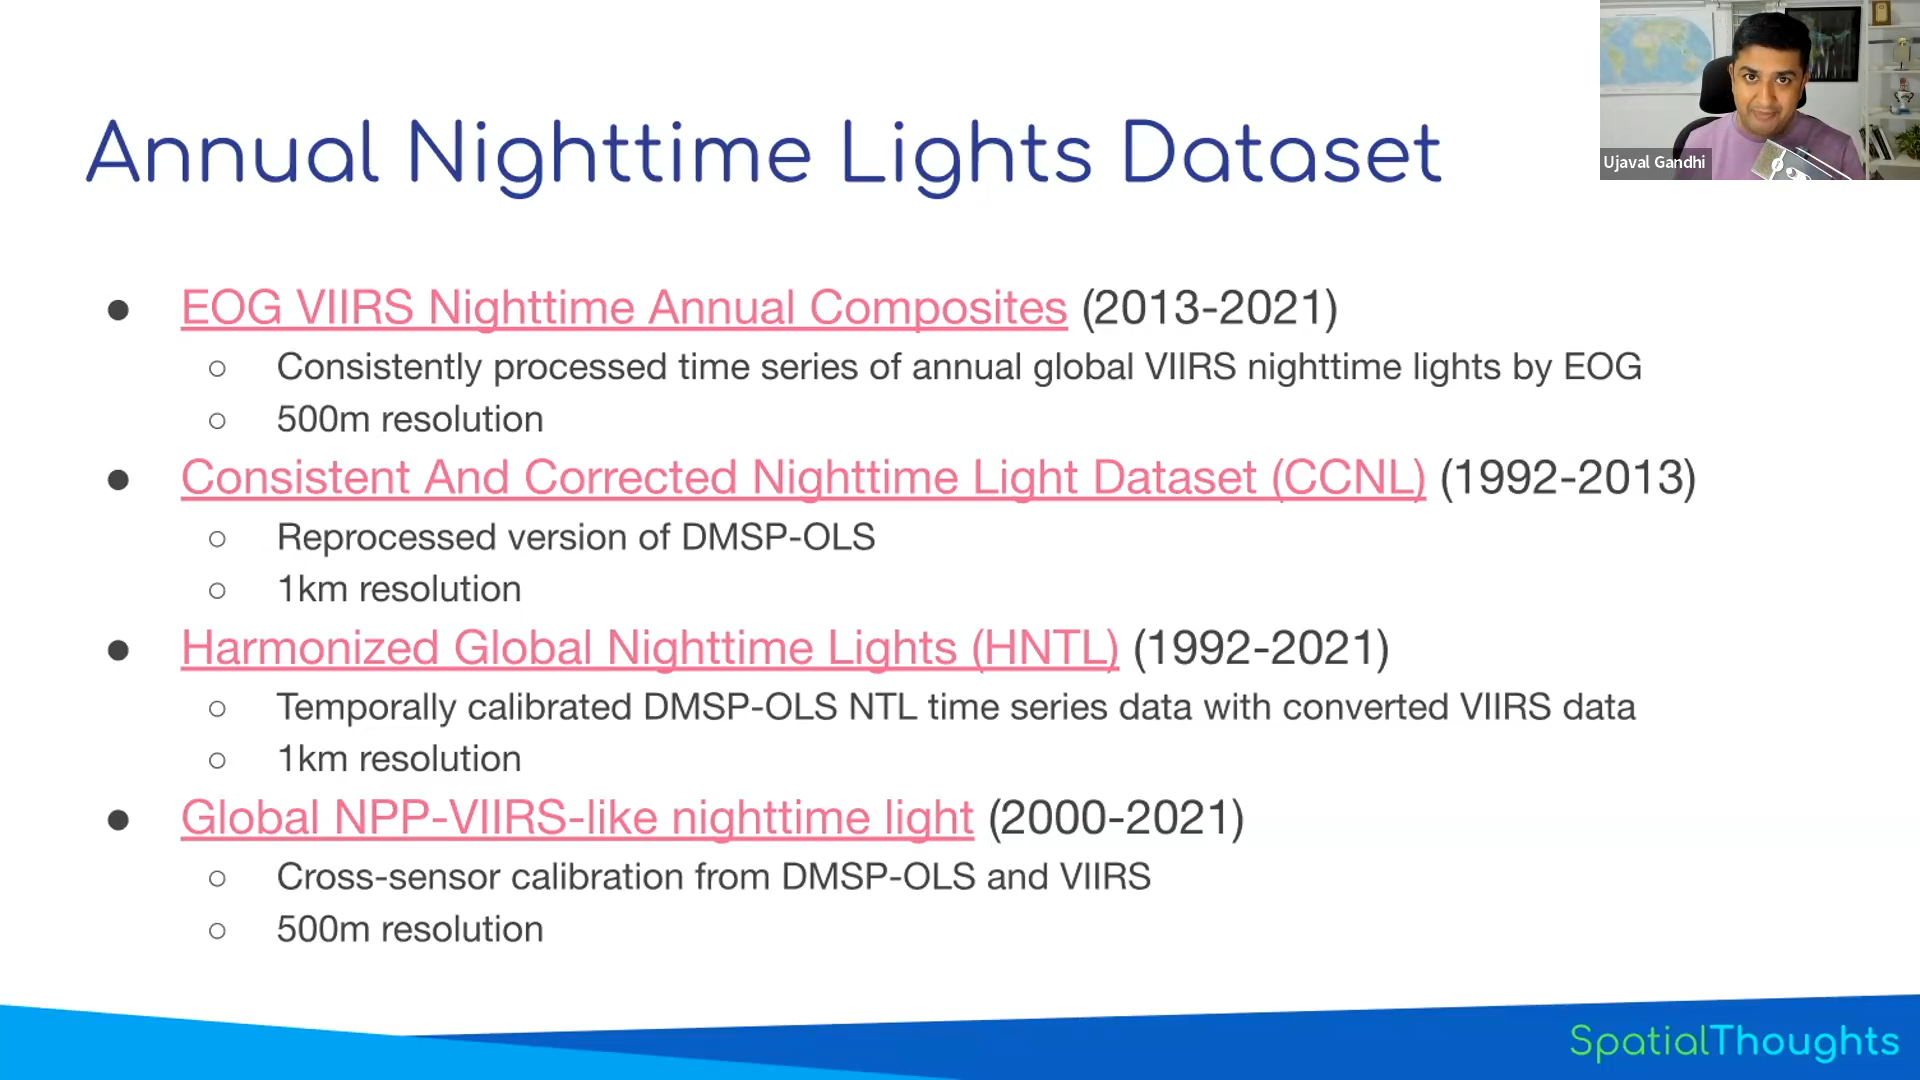 Annual Nighttime Lights Dataset
Ujaval Gandhi
● EOG VIIRS Nighttime Annual Composites (2013-2021)
○ Consistently processed time series of annual global VIIRS nighttime lights by EOG
○ 500m resolution
● Consistent And Corrected Nighttime Light Dataset (CCNL) (1992-2013)
○ Reprocessed version of DMSP-OLS
○ 1km resolution
● Harmonized Global Nighttime Lights (HNTL) (1992-2021)
○ Temporally calibrated DMSP-OLS NTL time series data with converted VIIRS data
○ 1km resolution
● Global NPP-VIIRS-like nighttime light (2000-2021)
○ Cross-sensor calibration from DMSP-OLS and VIIRS
○ 500m resolution
SpatialThoughts